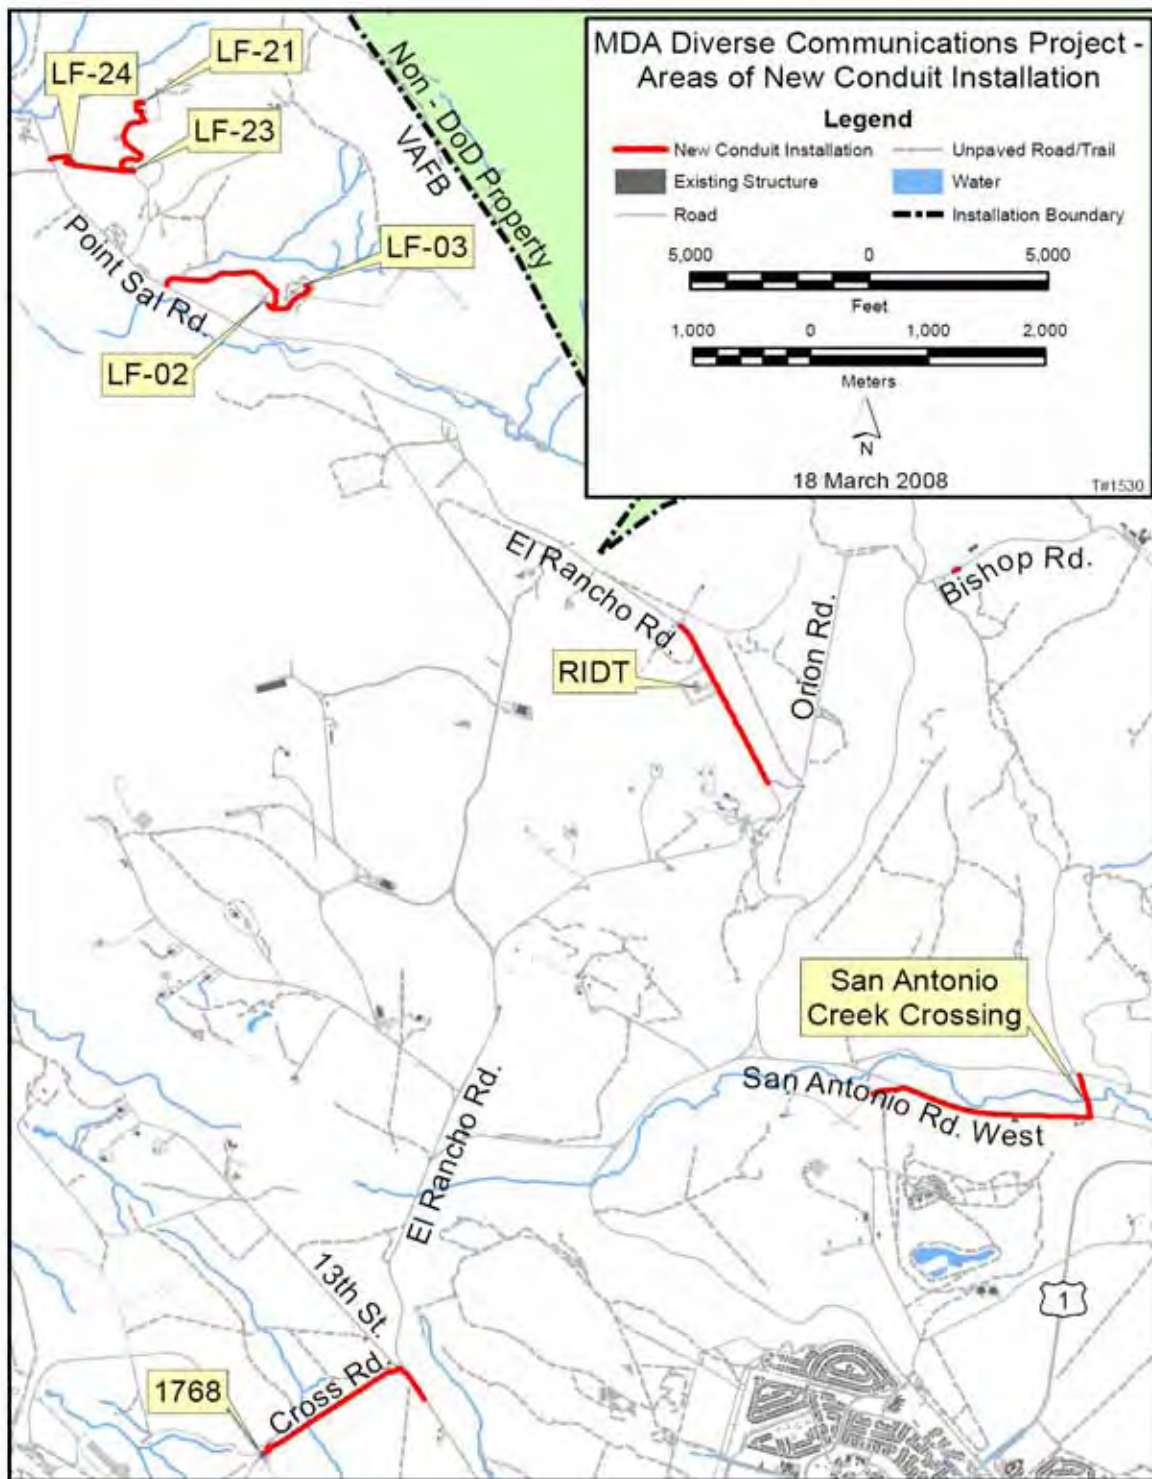 MDA Diverse Communications Project -
Areas of New Conduit Installation
Legend
New Conduit Installation
Unpaved Road/Trail
Existing Structure
Water
Road
Installation Boundary
5,000 0 5,000
Feet
1,000 0 1,000 2,000
Meters
N
18 March 2008
T#1530
LF-21
LF-24
LF-23
Non - DoD Property
VAFB
LF-03
Point Sal Rd.
LF-02
El Rancho Rd.
Bishop Rd.
Orion Rd.
RIDT
San Antonio
Creek Crossing
San Antonio Rd. West
El Rancho Rd.
13th St.
1
Cross Rd.
1768